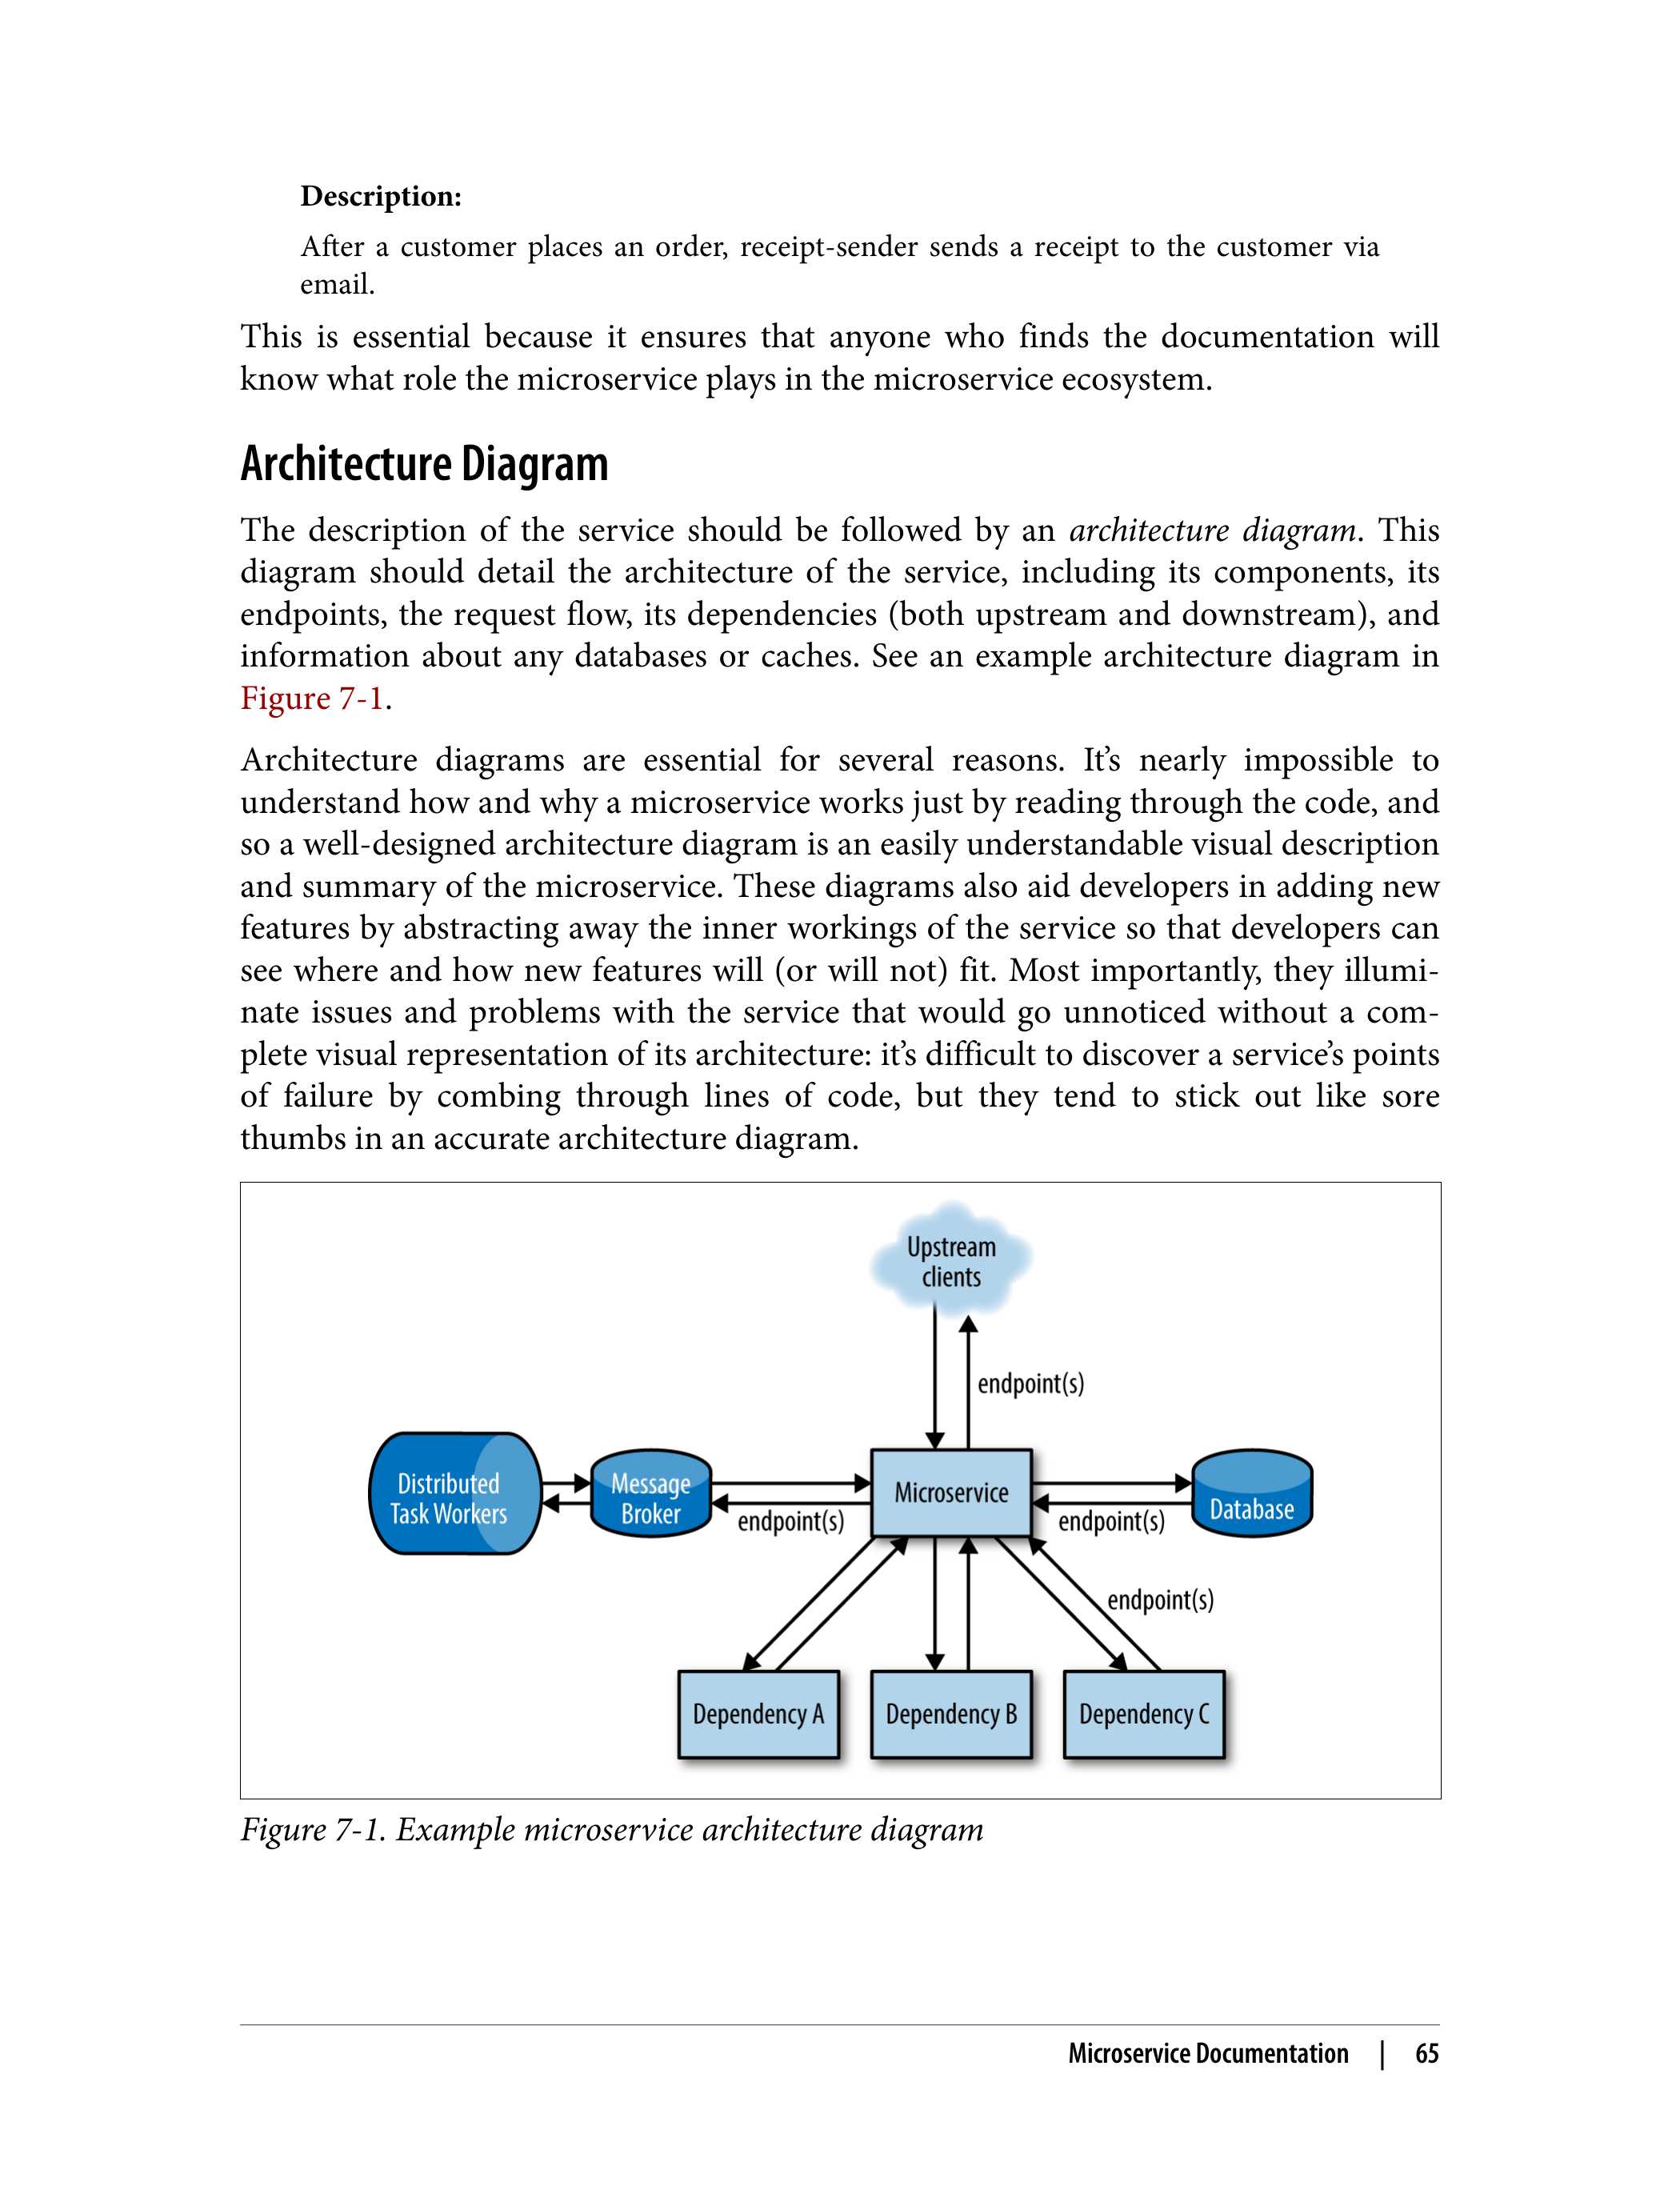 Description:
After a customer places an order, receipt-sender sends a receipt to the customer via
email.
This is essential because it ensures that anyone who finds the documentation will
know what role the microservice plays in the microservice ecosystem.
Architecture Diagram
The description of the service should be followed by an architecture diagram. This
diagram should detail the architecture of the service, including its components, its
endpoints, the request flow, its dependencies (both upstream and downstream), and
information about any databases or caches. See an example architecture diagram in
Figure 7-1.
Architecture diagrams are essential for several reasons. It’s nearly impossible to
understand how and why a microservice works just by reading through the code, and
so a well-designed architecture diagram is an easily understandable visual description
and summary of the microservice. These diagrams also aid developers in adding new
features by abstracting away the inner workings of the service so that developers can
see where and how new features will (or will not) fit. Most importantly, they illumi-
nate issues and problems with the service that would go unnoticed without a com-
plete visual representation of its architecture: it’s difficult to discover a service’s points
of failure by combing through lines of code, but they tend to stick out like sore
thumbs in an accurate architecture diagram.
Upstream
clients
endpoint(s)
Distributed
Task Workers
Message
Broker
endpoint(s)
Microservice
endpoint(s)
Database
endpoint(s)
Dependency A
Dependency B
Dependency C
Figure 7-1. Example microservice architecture diagram
Microservice Documentation | 65